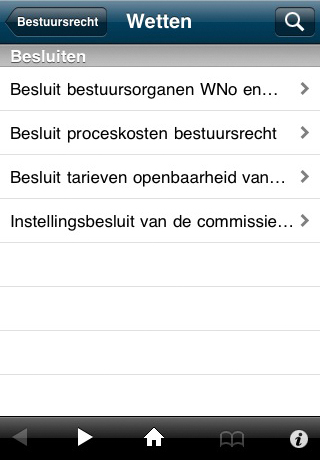 Bestuursrecht
Wetten
Besluiten
Besluit bestuursorganen WNo en…
Besluit proceskosten bestuursrecht
Besluit tarieven openbaarheid van…
Instellingsbesluit van de commissie…